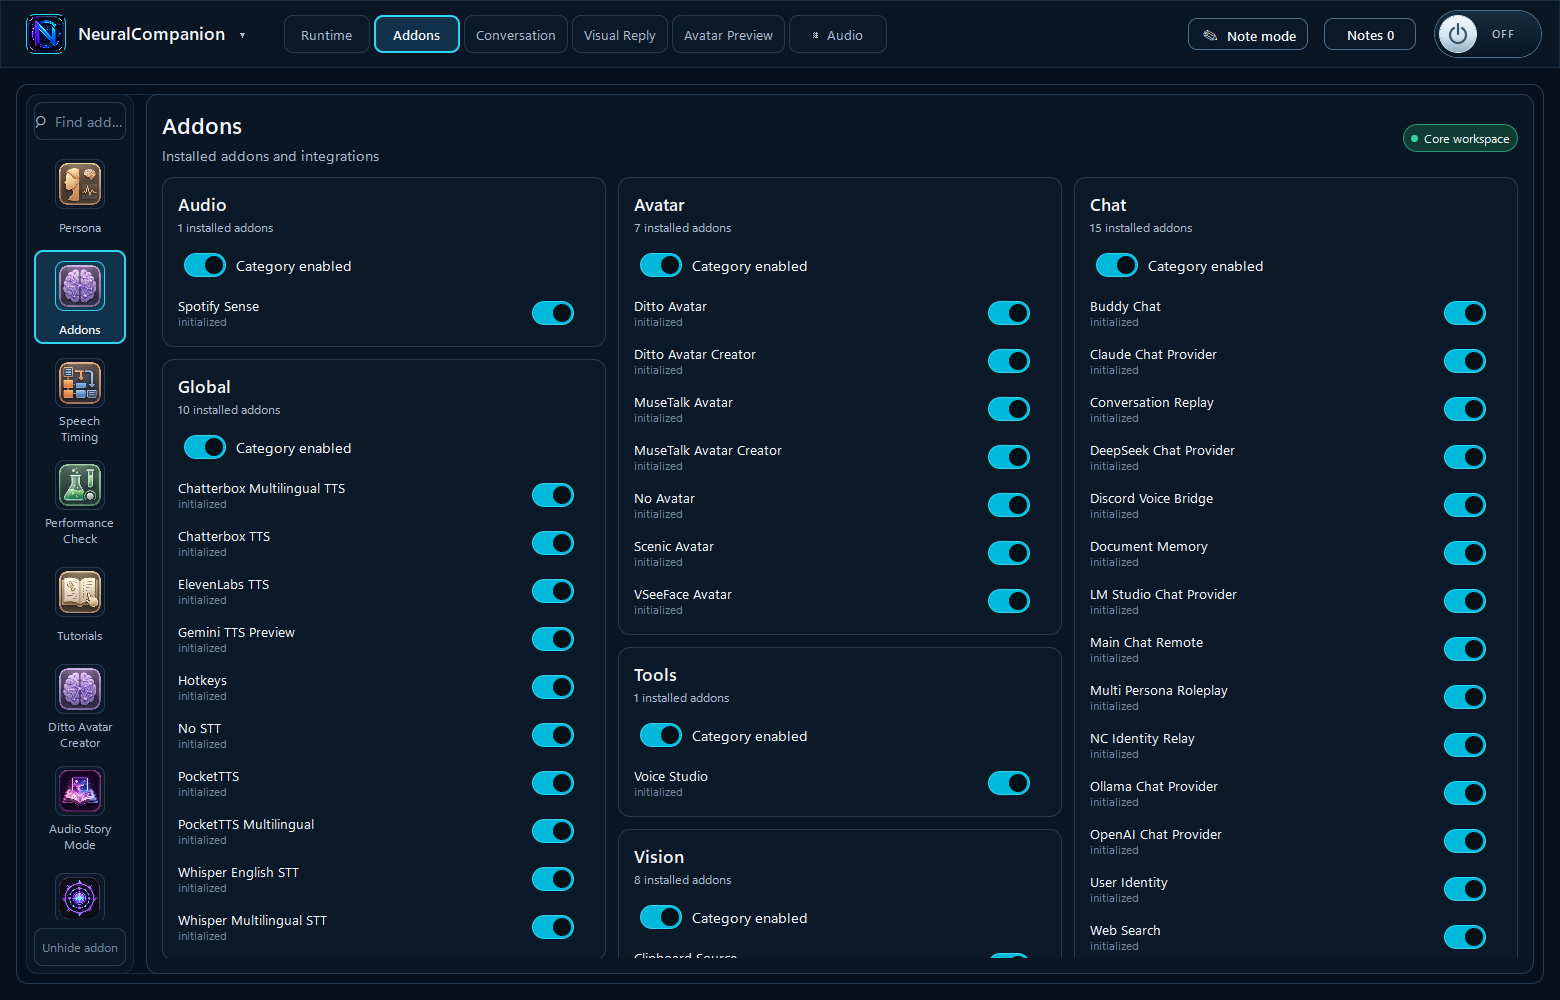 NeuralCompanion
Runtime
Addons
Conversation
Visual Reply
Avatar Preview
Audio
Note mode
Notes 0
OFF
Find add...
Persona
Addons
Speech
Timing
Performance
Check
Tutorials
Ditto Avatar
Creator
Audio Story
Mode
Unhide addon
Addons
Installed addons and integrations
Core workspace
Audio
1 installed addons
Category enabled
Spotify Sense
initialized
Global
10 installed addons
Category enabled
Chatterbox Multilingual TTS
initialized
Chatterbox TTS
initialized
ElevenLabs TTS
initialized
Gemini TTS Preview
initialized
Hotkeys
initialized
No STT
initialized
PocketTTS
initialized
PocketTTS Multilingual
initialized
Whisper English STT
initialized
Whisper Multilingual STT
initialized
Avatar
7 installed addons
Category enabled
Ditto Avatar
initialized
Ditto Avatar Creator
initialized
MuseTalk Avatar
initialized
MuseTalk Avatar Creator
initialized
No Avatar
initialized
Scenic Avatar
initialized
VSeeFace Avatar
initialized
Tools
1 installed addons
Category enabled
Voice Studio
initialized
Vision
8 installed addons
Category enabled
Clipboard Source
Chat
15 installed addons
Category enabled
Buddy Chat
initialized
Claude Chat Provider
initialized
Conversation Replay
initialized
DeepSeek Chat Provider
initialized
Discord Voice Bridge
initialized
Document Memory
initialized
LM Studio Chat Provider
initialized
Main Chat Remote
initialized
Multi Persona Roleplay
initialized
NC Identity Relay
initialized
Ollama Chat Provider
initialized
OpenAI Chat Provider
initialized
User Identity
initialized
Web Search
initialized